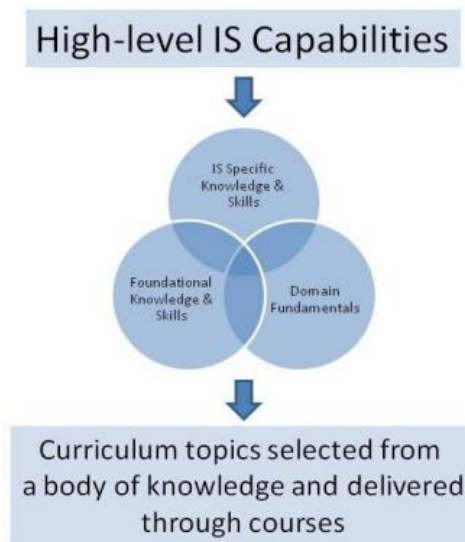 High-level IS Capabilities
IS Specific
Knowledge &
Skills
Foundational
Knowledge &
Skills
Domain
Fundamentals
Curriculum topics selected from
a body of knowledge and delivered
through courses